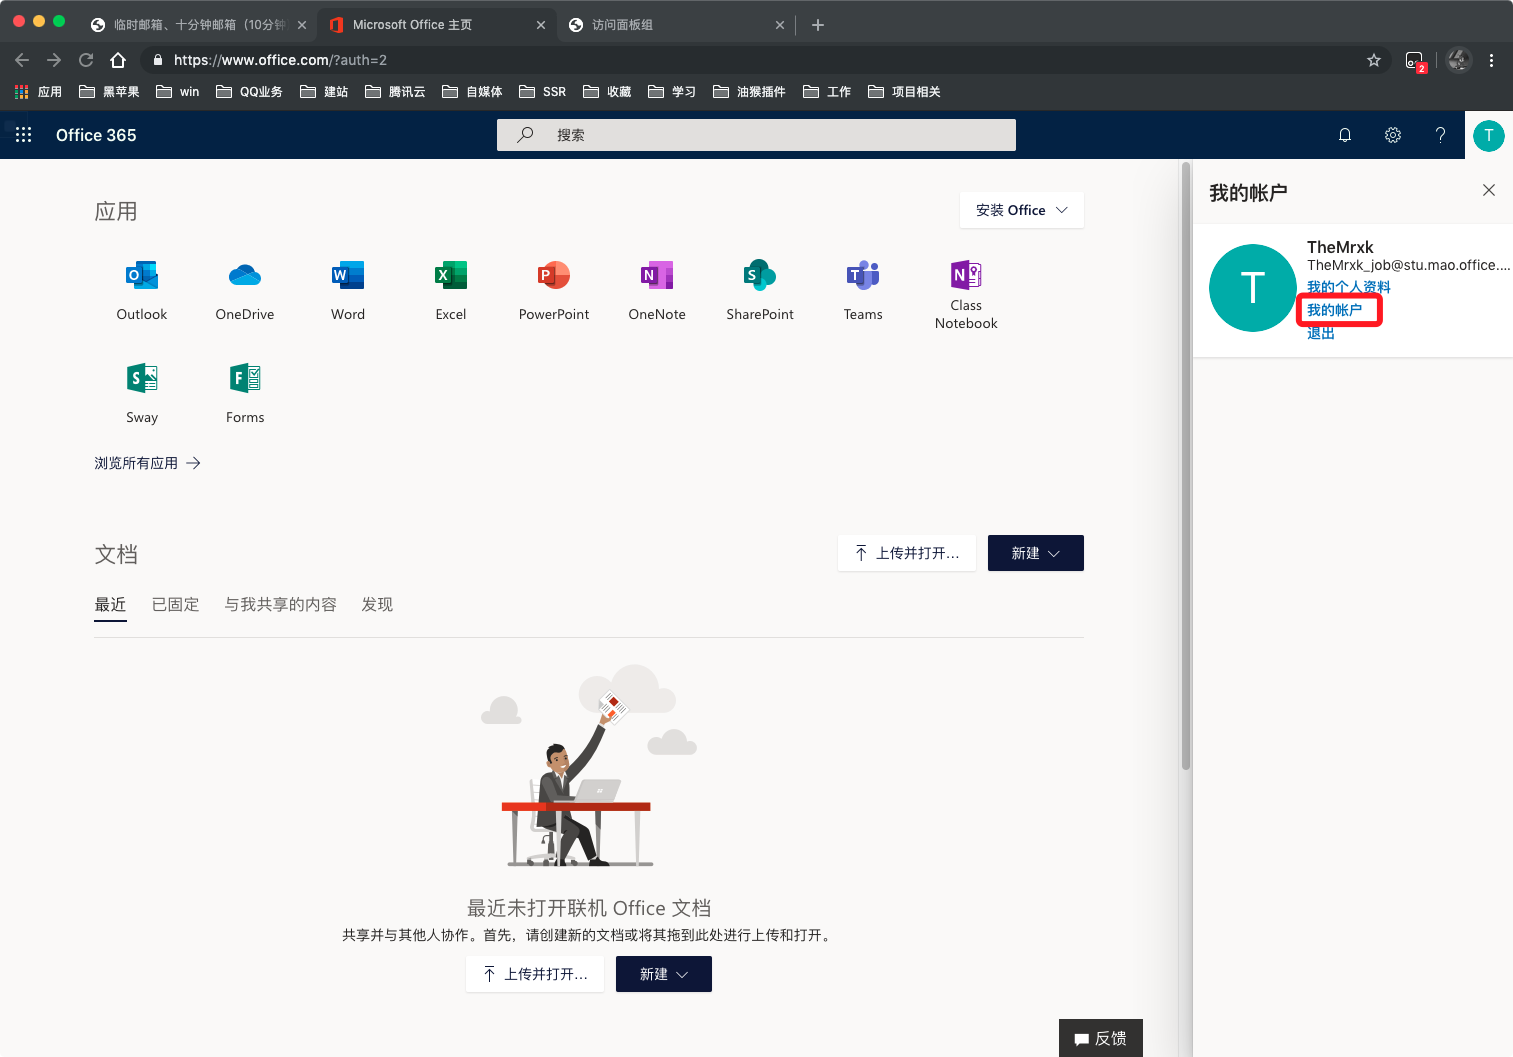 临时邮箱、十分钟邮箱（10分钟
Microsoft Office 主页
访问面板组
https://www.office.com/?auth=2
2
应用
黑苹果
win
QQ业务
建站
腾讯云
自媒体
SSR
收藏
学习
油猴插件
工作
项目相关
Office 365
搜索
T
应用
安装 Office
Outlook
OneDrive
Word
Excel
PowerPoint
OneNote
SharePoint
Teams
Class
Notebook
Sway
Forms
浏览所有应用
文档
上传并打开...
新建
最近
已固定
与我共享的内容
发现
最近未打开联机 Office 文档
共享并与其他人协作。首先，请创建新的文档或将其拖到此处进行上传和打开。
上传并打开...
新建
反馈
我的帐户
T
TheMrxk
TheMrxk_job@stu.mao.office....
我的个人资料
我的帐户
退出